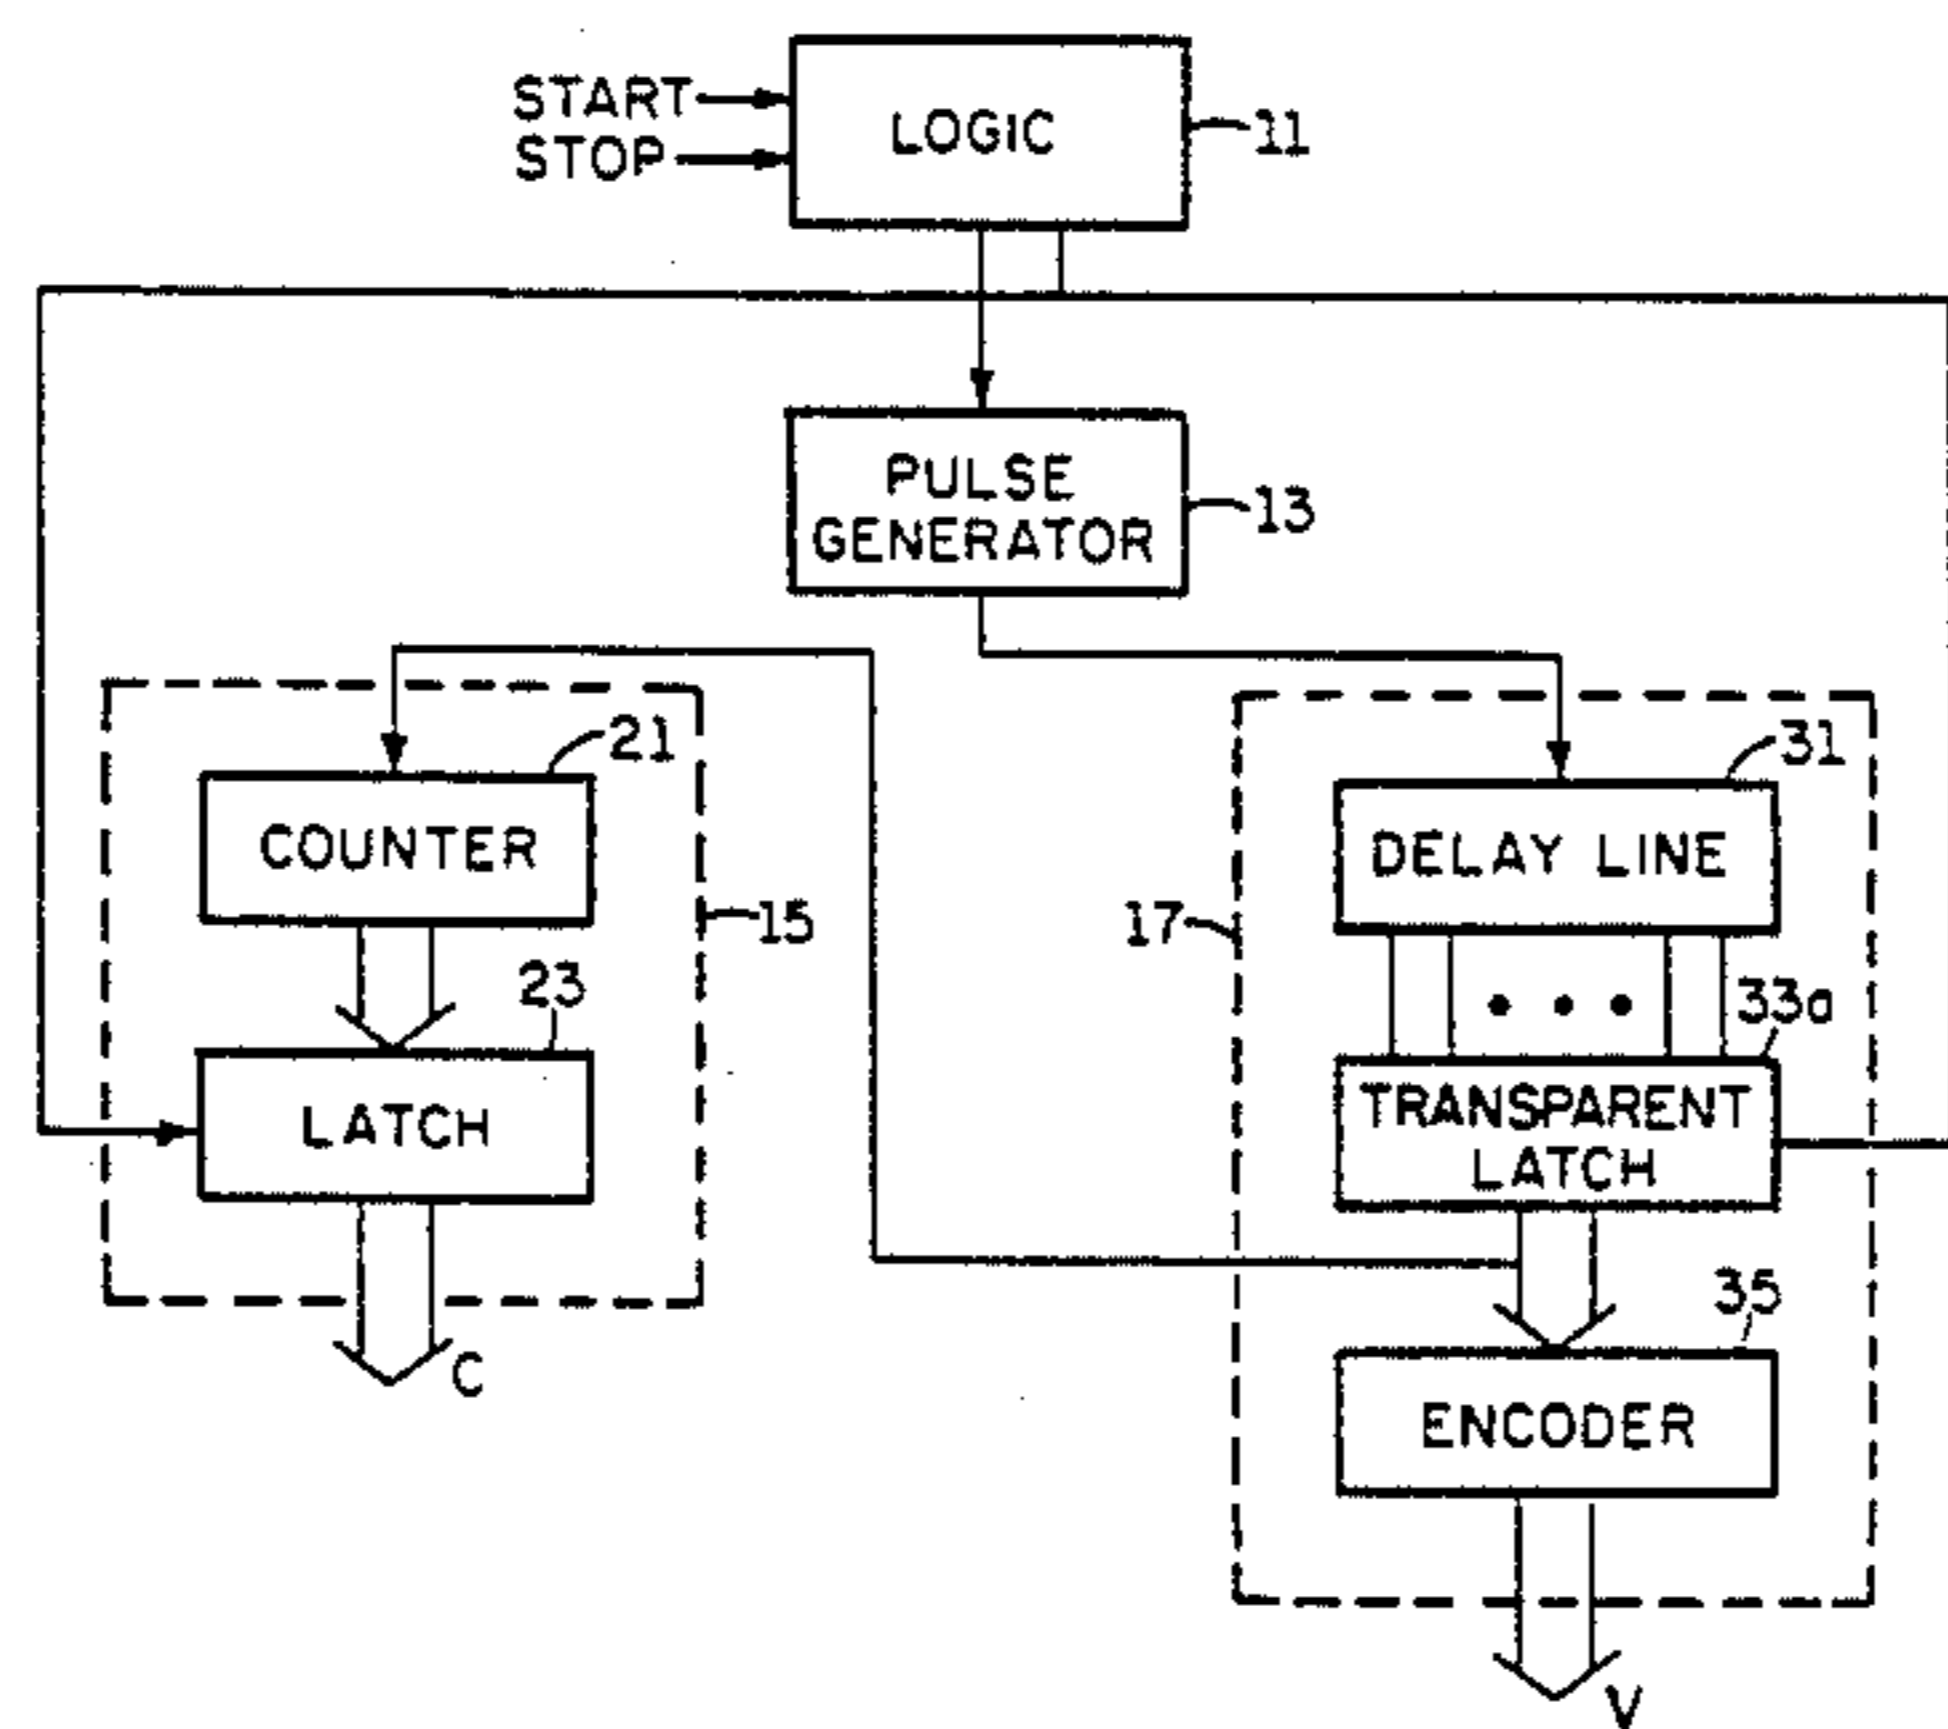 START
STOP
LOGIC
11
PULSE
GENERATOR
13
21
COUNTER
15
23
LATCH
C
31
DELAY LINE
17
33a
TRANSPARENT
LATCH
35
ENCODER
V